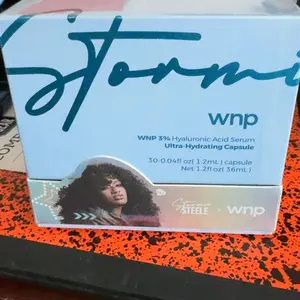 Stormi
wnp
WNP 3% Hyaluronic Acid Serum
Ultra-Hydrating Capsule
30-0.04fl oz( 1.2mL ) capsule
Net 1.2fl oz( 36mL )
Stormi
STEELE
wnp